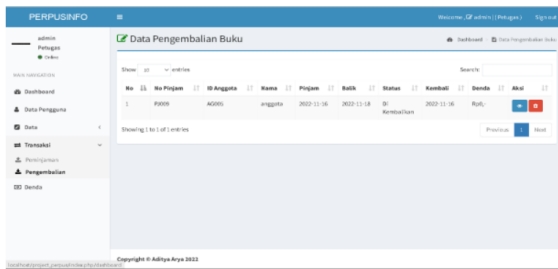 PERPUSINFO
Welcome, admin | (Petugas)
Sign out
admin
Petugas
Online
MAIN NAVIGATION
Dashboard
Data Pengguna
Data
Transaksi
Peminjaman
Pengembalian
Denda
Data Pengembalian Buku
Dashboard
Data Pengembalian Buku
Show 10 entries
Search:
No No Pinjam ID Anggota Nama Pinjam Balik Status Kembali Denda Aksi
1 PJ009 AG001 anggota 2022-11-16 2022-11-18 Di Kembalikan 2022-11-16
Showing 1 to 1 of 1 entries
Previous 1 Next
Copyright © Aditya Arya 2022